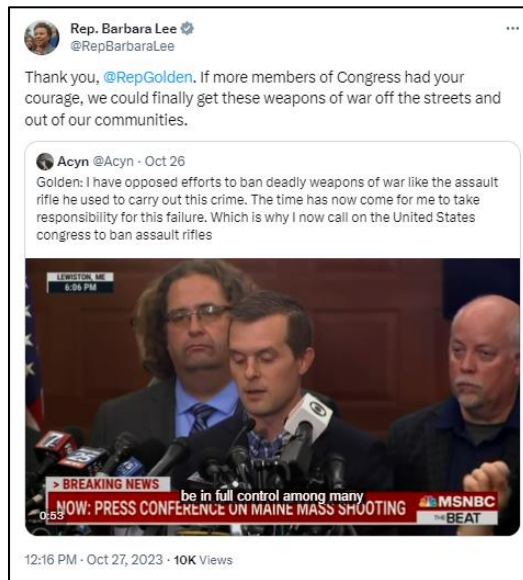 Rep. Barbara Lee
@RepBarbaraLee
...
Thank you, @RepGolden. If more members of Congress had your
courage, we could finally get these weapons of war off the streets and
out of our communities.
Acyn @Acyn · Oct 26
Golden: I have opposed efforts to ban deadly weapons of war like the assault
rifle he used to carry out this crime. The time has now come for me to take
responsibility for this failure. Which is why I now call on the United States
congress to ban assault rifles
LEWISTON, ME
6:06 PM
> BREAKING NEWS
be in full control among many
NOW: PRESS CONFERENCE ON MAINE MASS SHOOTING
0:53
MSNBC
THE BEAT
7
25
12:16 PM · Oct 27, 2023 · 10K Views